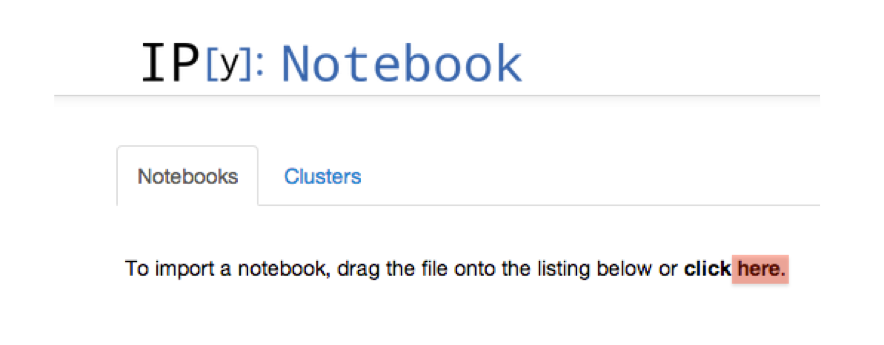 IP[y]: Notebook
Notebooks Clusters
To import a notebook, drag the file onto the listing below or click here.